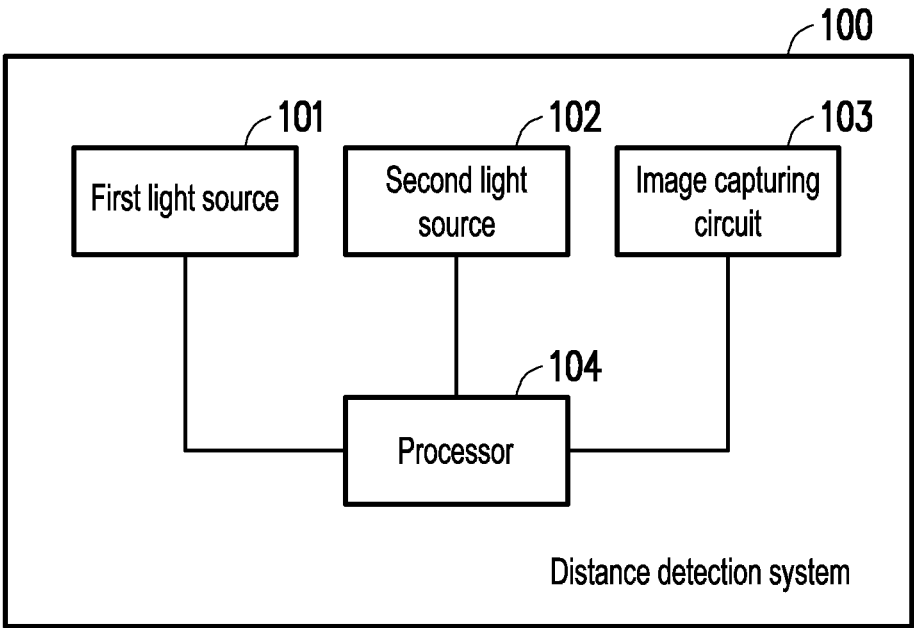 100
101
102
103
First light source
Second light
source
Image capturing
circuit
104
Processor
Distance detection system